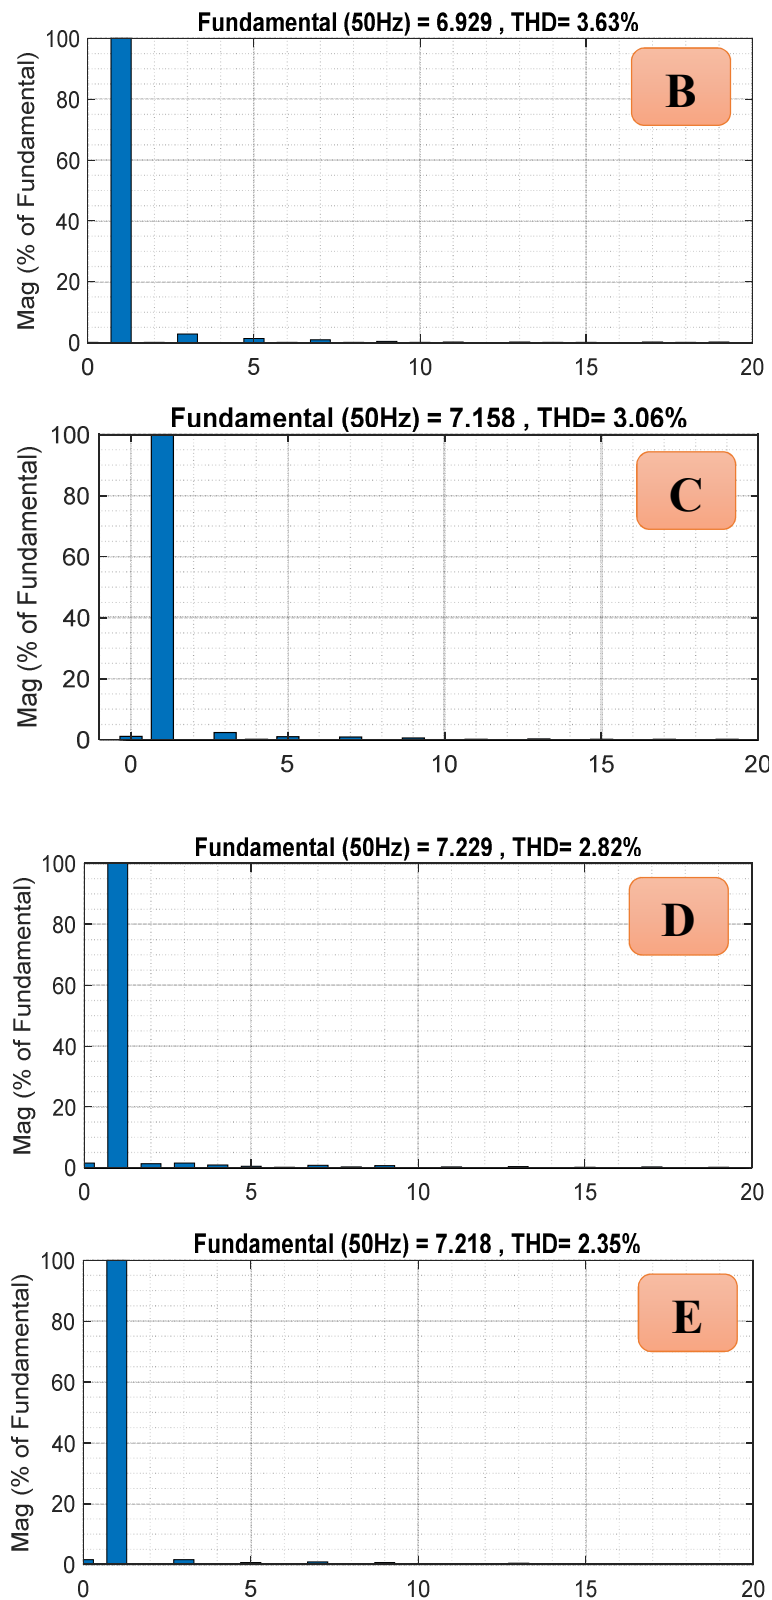 Fundamental (50Hz) = 6.929 , THD= 3.63%
B
Mag (% of Fundamental)
100
80
60
40
20
0
0 5 10 15 20
Fundamental (50Hz) = 7.158 , THD= 3.06%
C
Mag (% of Fundamental)
100
80
60
40
20
0
0 5 10 15 20
Fundamental (50Hz) = 7.229 , THD= 2.82%
D
Mag (% of Fundamental)
100
80
60
40
20
0
0 5 10 15 20
Fundamental (50Hz) = 7.218 , THD= 2.35%
E
Mag (% of Fundamental)
100
80
60
40
20
0
0 5 10 15 20